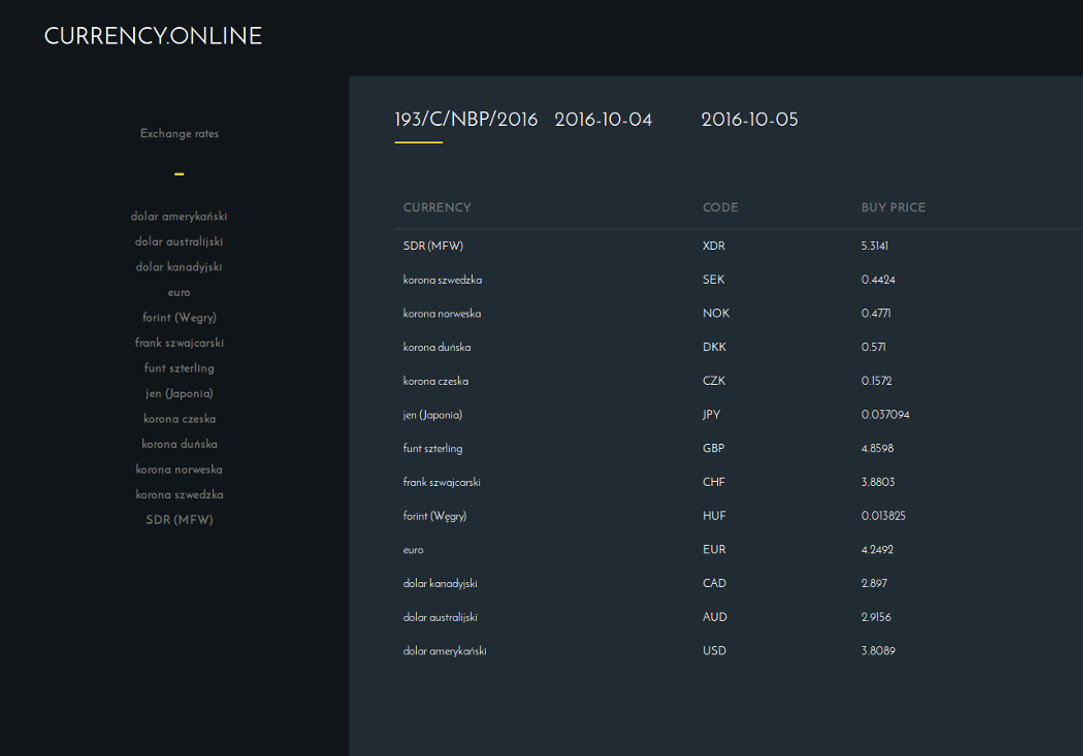 CURRENCY.ONLINE
Exchange rates
dolar amerykański
dolar australijski
dolar kanadyjski
euro
forint (Wegry)
frank szwajcarski
funt szterling
jen (Japonia)
korona czeska
korona duńska
korona norweska
korona szwedzka
SDR (MFW)
193/C/NBP/2016 2016-10-04 2016-10-05
CURRENCY CODE BUY PRICE
SDR (MFW) XDR 5.3141
korona szwedzka SEK 0.4424
korona norweska NOK 0.4771
korona duńska DKK 0.571
korona czeska CZK 0.1572
jen (Japonia) JPY 0.037094
funt szterling GBP 4.8598
frank szwajcarski CHF 3.8803
forint (Węgry) HUF 0.013825
euro EUR 4.2492
dolar kanadyjski CAD 2.897
dolar australijski AUD 2.9156
dolar amerykański USD 3.8089